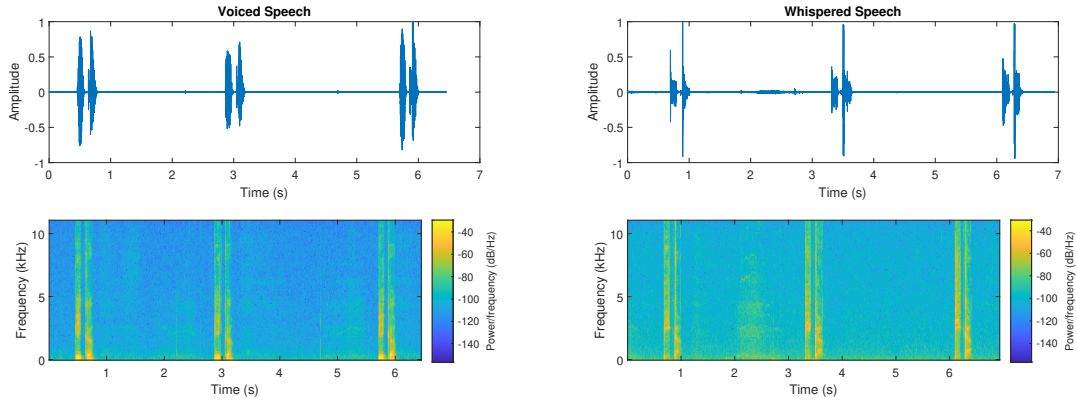 Voiced Speech
Amplitude
1
0.5
0
-0.5
-1
0 1 2 3 4 5 6 7
Time (s)
Whispered Speech
Amplitude
1
0.5
0
-0.5
-1
0 1 2 3 4 5 6 7
Time (s)
Frequency (kHz)
10
5
0
1 2 3 4 5 6
Time (s)
-40
-60
-80
-100
-120
-140
Power/frequency (dB/Hz)
Frequency (kHz)
10
5
0
1 2 3 4 5 6
Time (s)
-40
-60
-80
-100
-120
-140
Power/frequency (dB/Hz)